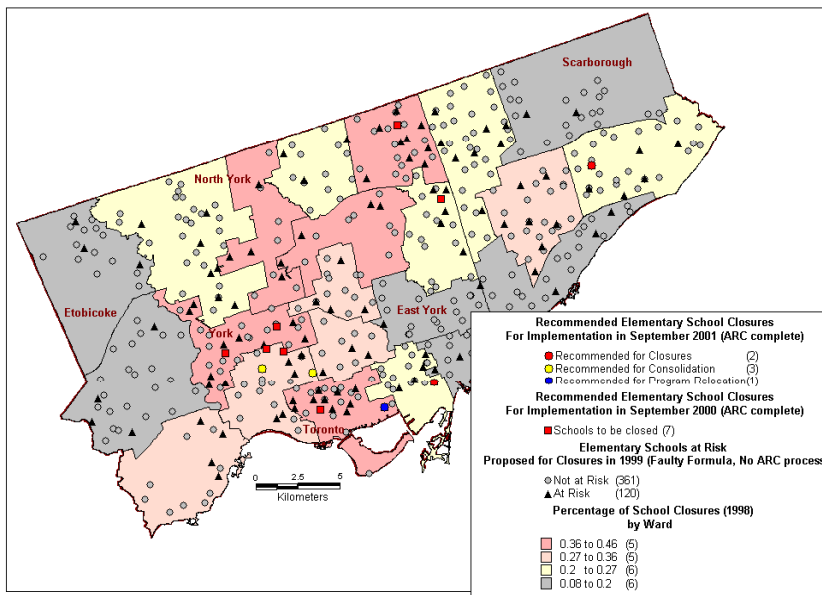 Scarborough
North York
Etobicoke
York
East York
Toronto
0 2.5 5
Kilometers
Recommended Elementary School Closures
For Implementation in September 2001 (ARC complete)
Recommended for Closures (2)
Recommended for Consolidation (3)
Recommended for Program Relocation (1)
Recommended Elementary School Closures
For Implementation in September 2000 (ARC complete)
Schools to be closed (7)
Elementary Schools at Risk
Proposed for Closures in 1999 (Faulty Formula, No ARC process
Not at Risk (361)
At Risk (120)
Percentage of School Closures (1998)
by Ward
0.36 to 0.46 (5)
0.27 to 0.36 (5)
0.2 to 0.27 (6)
0.08 to 0.2 (6)